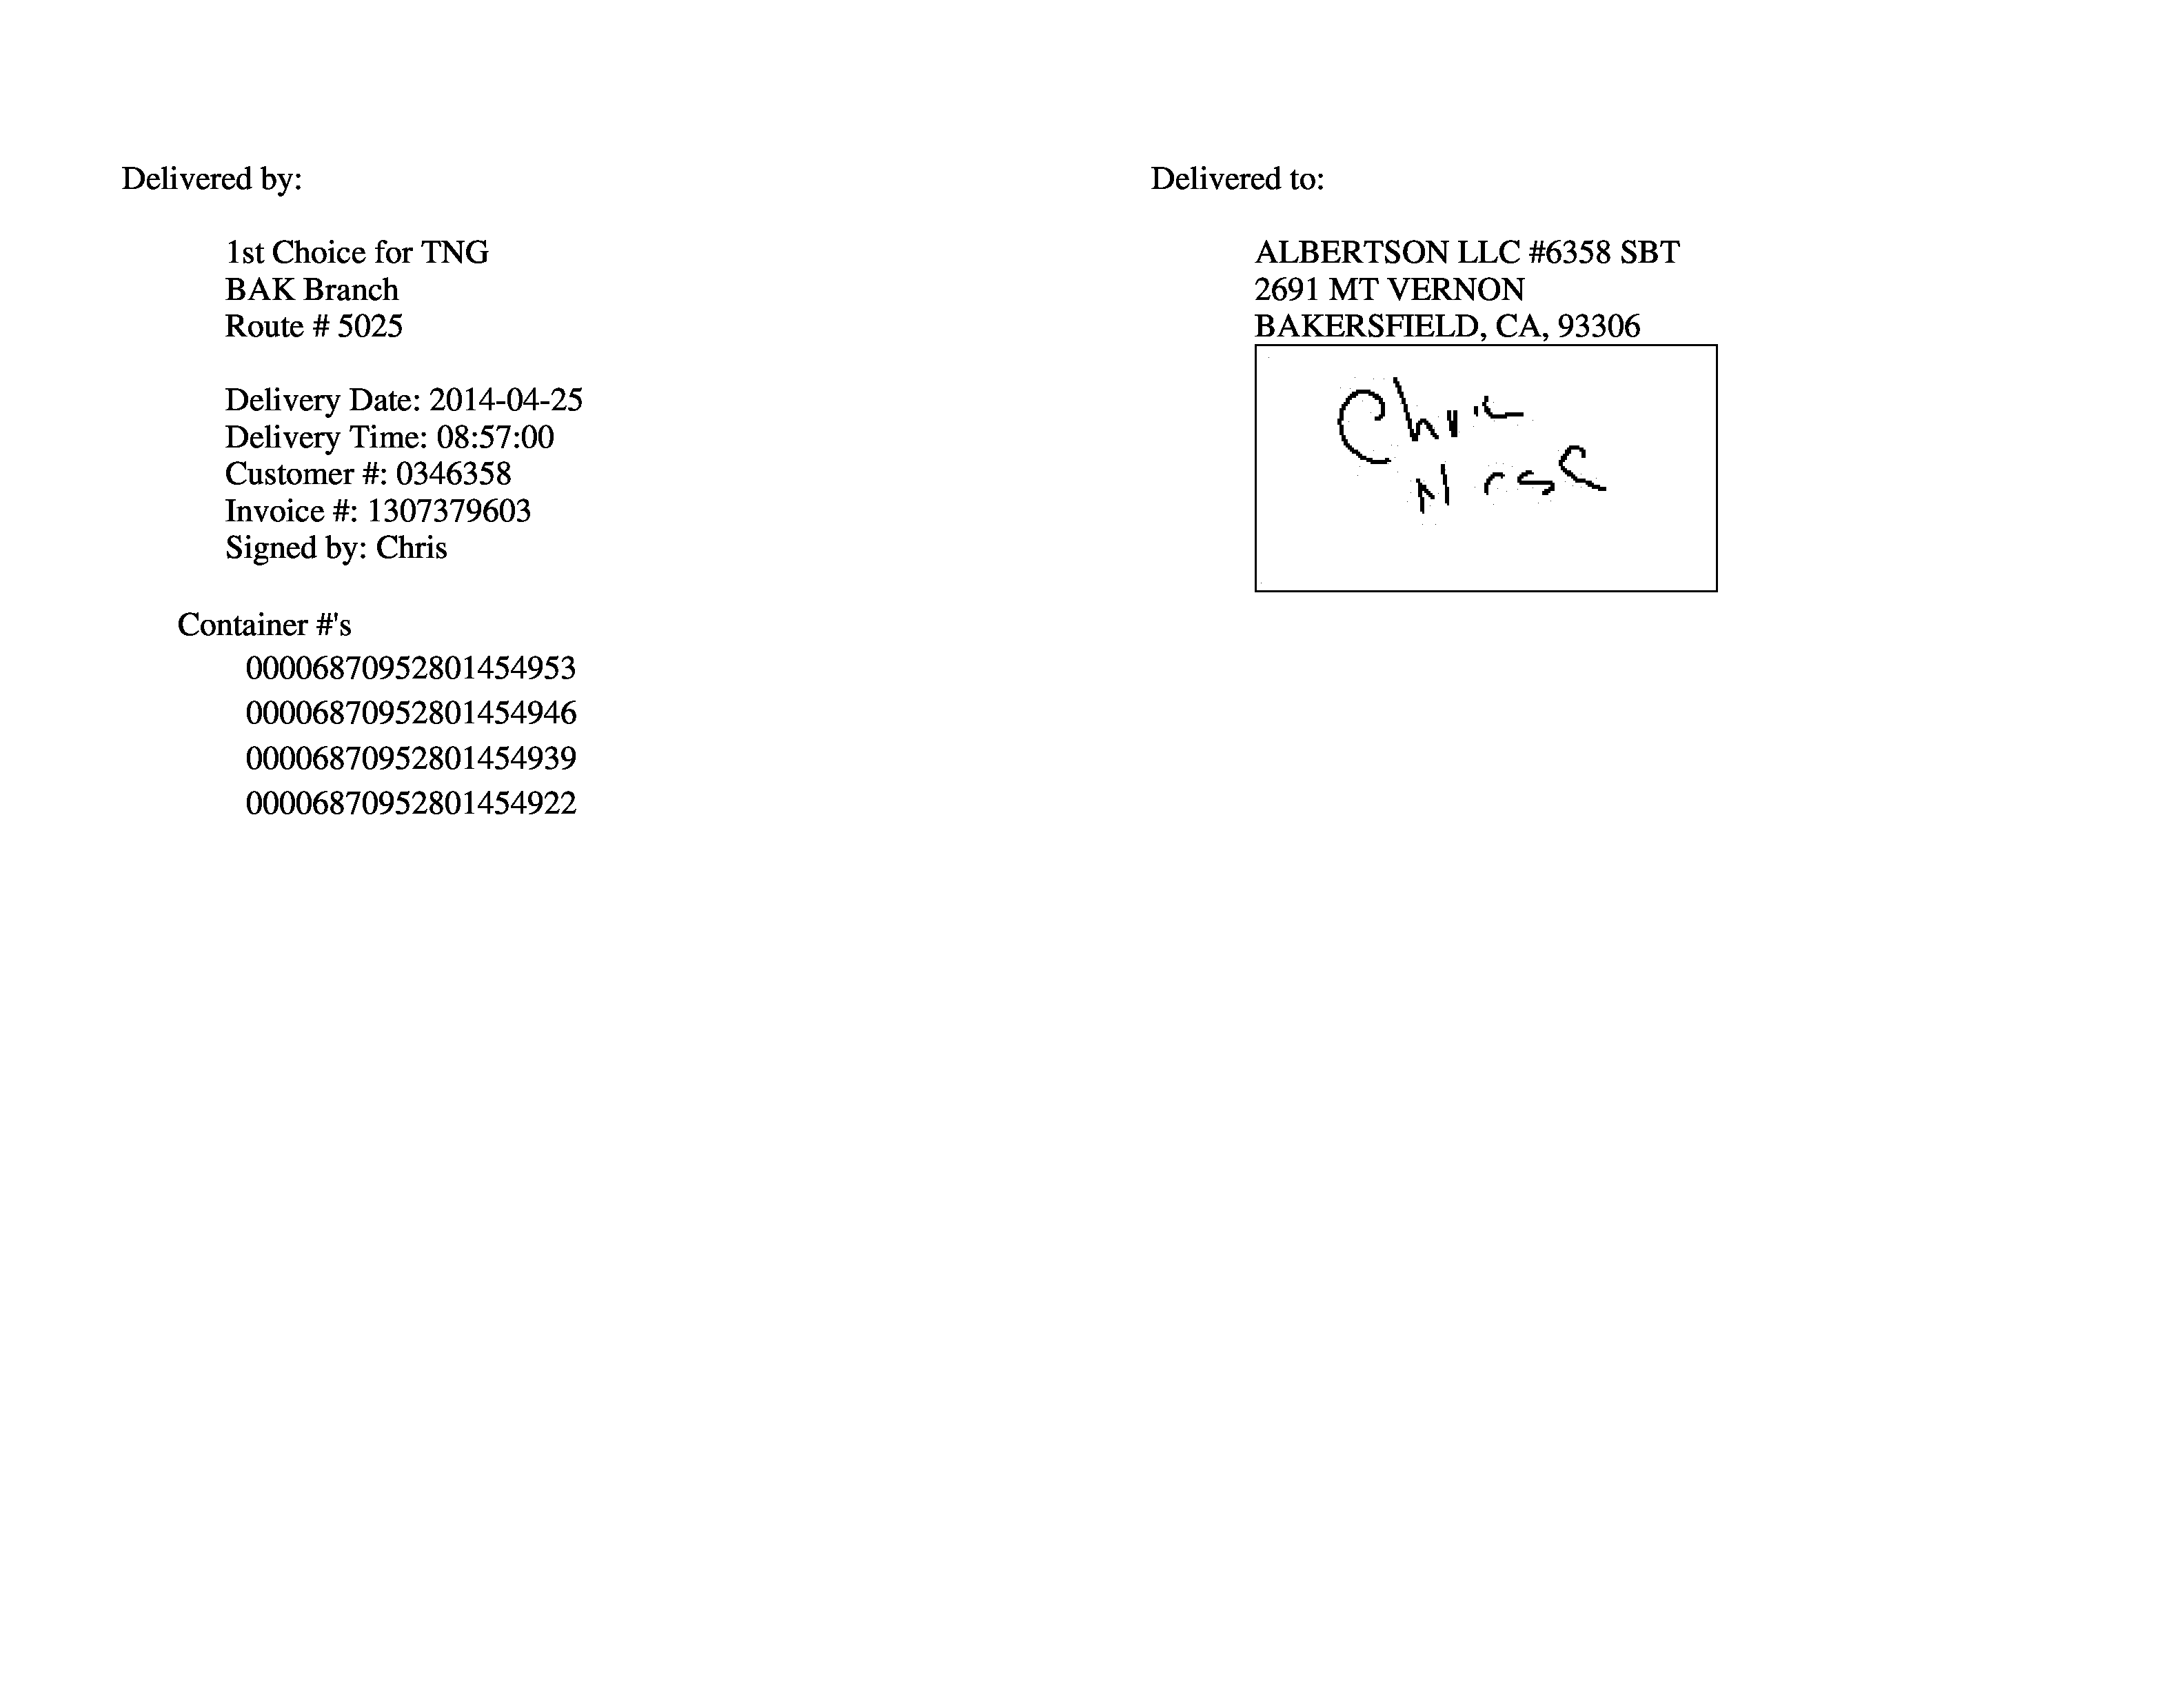 Delivered by:
1st Choice for TNG
BAK Branch
Route # 5025
Delivery Date: 2014-04-25
Delivery Time: 08:57:00
Customer #: 0346358
Invoice #: 1307379603
Signed by: Chris
Container #'s
00006870952801454953
00006870952801454946
00006870952801454939
00006870952801454922
Delivered to:
ALBERTSON LLC #6358 SBT
2691 MT VERNON
BAKERSFIELD, CA, 93306
Chris